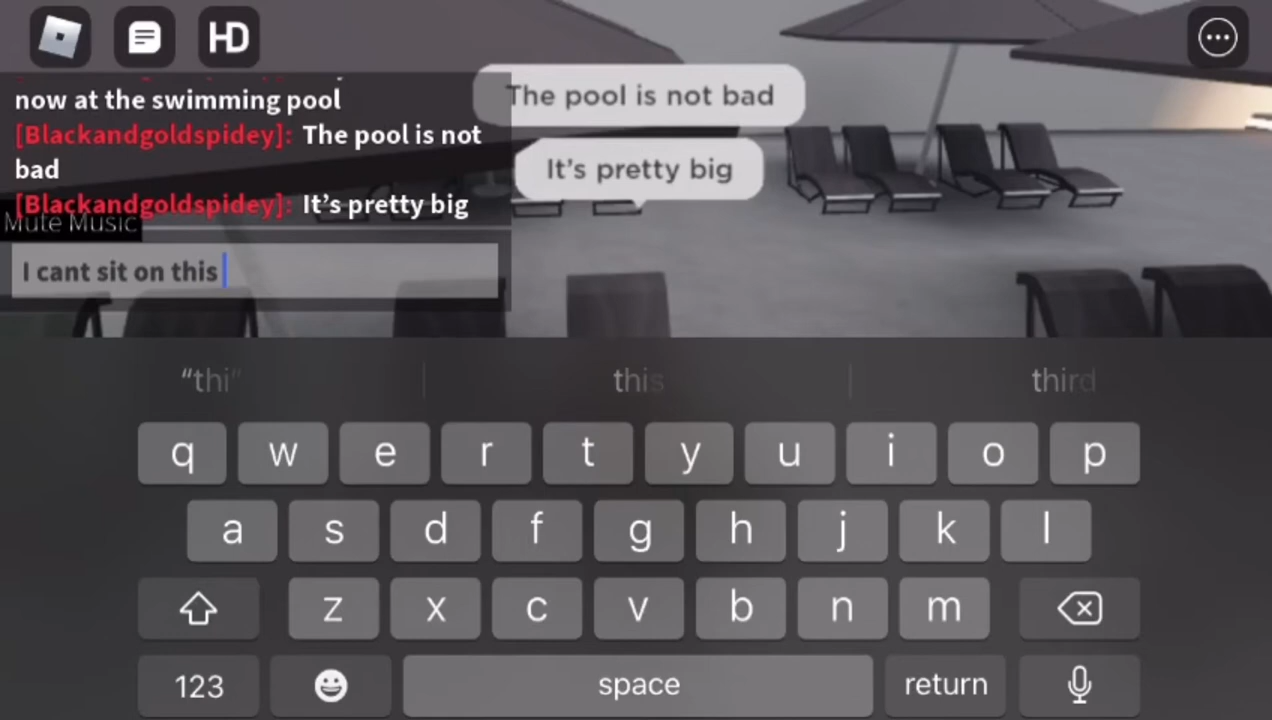 HD
now at the swimming pool
[Blackandgoldspidey]: The pool is not
bad
[Blackandgoldspidey]: It's pretty big
Mute Music
I cant sit on this
The pool is not bad
It's pretty big
“thi” this third
q w e r t y u i o p
a s d f g h j k l
z x c v b n m
123 space return